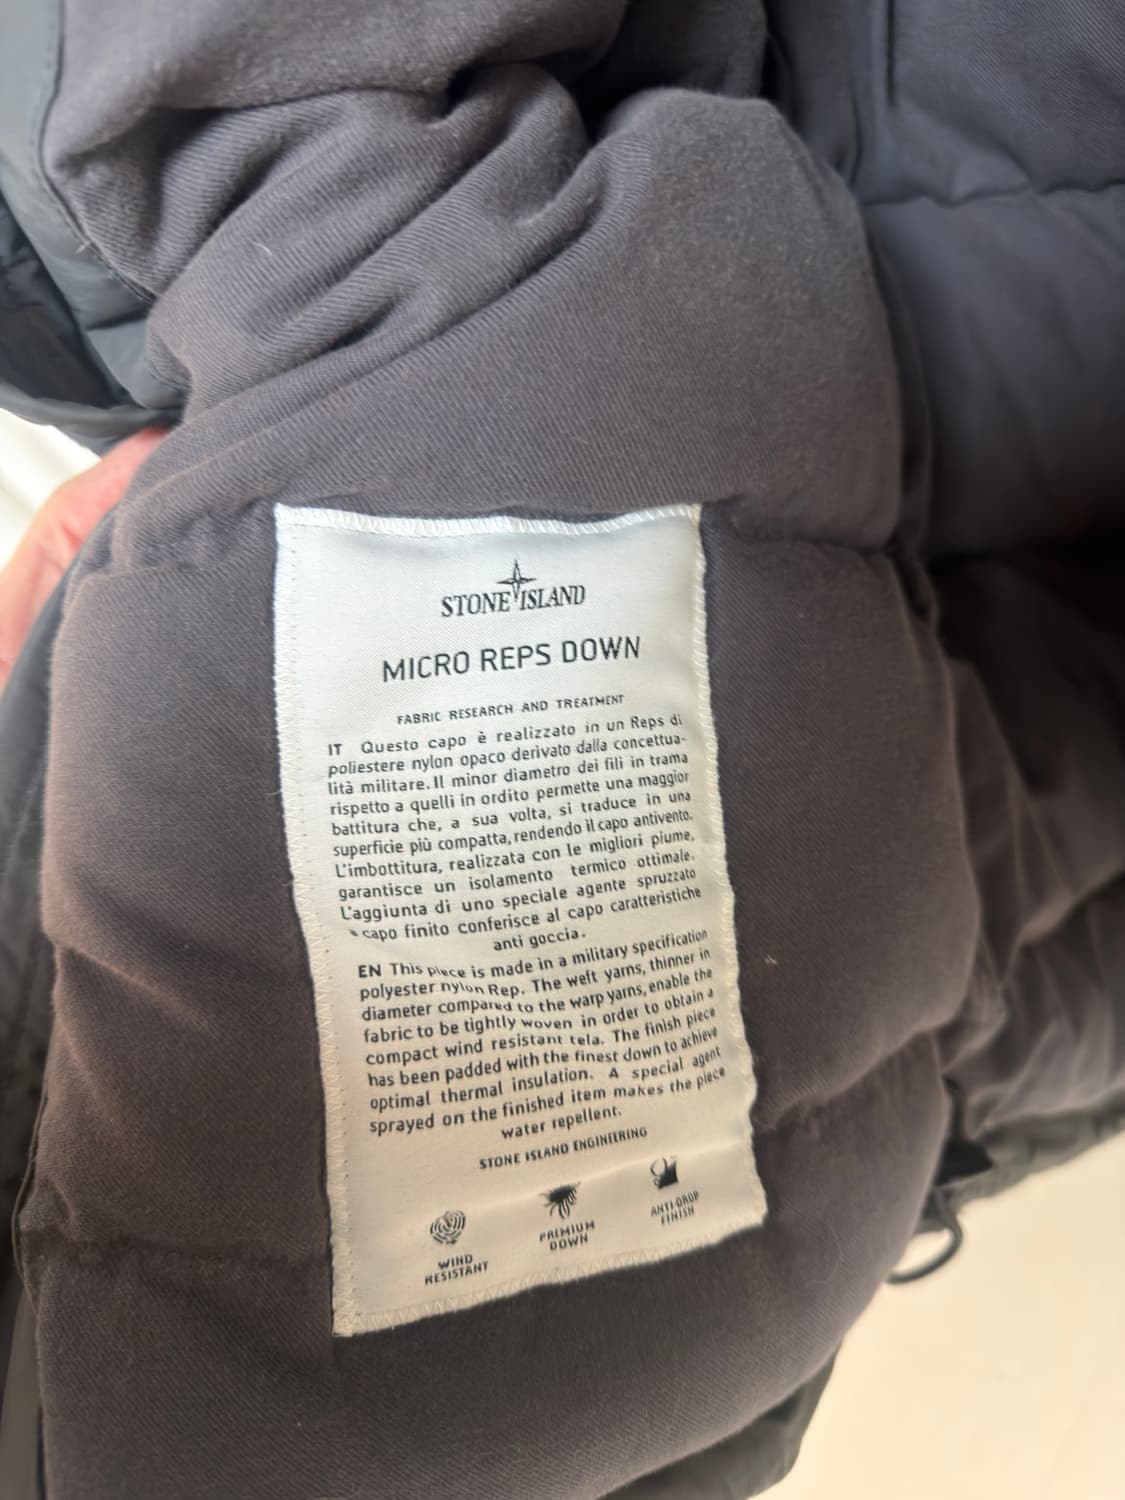 STONE ISLAND
MICRO REPS DOWN
FABRIC RESEARCH AND TREATMENT
IT Questo capo è realizzato in un Reps di
poliestere nylon opaco derivato dalla concettua-
lità militare. Il minor diametro dei fili in trama
rispetto a quelli in ordito permette una maggior
battitura che, a sua volta, si traduce in una
superficie più compatta, rendendo il capo antivento.
L'imbottitura, realizzata con le migliori piume,
garantisce un isolamento termico ottimale.
L'aggiunta di uno speciale agente spruzzato
capo finito conferisce al capo caratteristiche
anti goccia.
EN This piece is made in a military specification
polyester nylon Rep. The weft yarns, thinner in
diameter compared to the warp yarns, enable the
fabric to be tightly woven in order to obtain a
compact wind resistant tela. The finish piece
has been padded with the finest down to achieve
optimal thermal insulation. A special agent
sprayed on the finished item makes the piece
water repellent.
STONE ISLAND ENGINEERING
WIND
RESISTANT
PREMIUM
DOWN
ANTI-DROP
FINISH